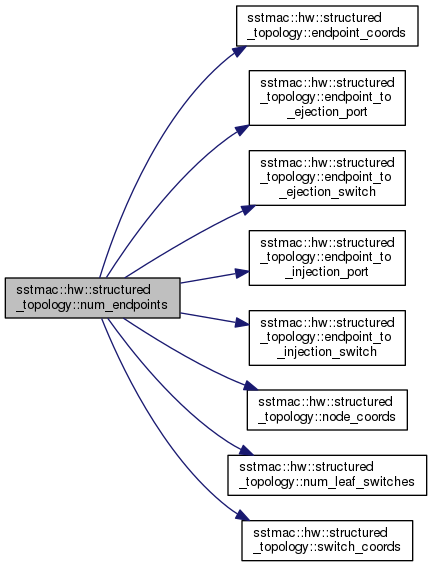 sstmac::hw::structured
_topology::endpoint_coords
sstmac::hw::structured
_topology::endpoint_to
_ejection_port
sstmac::hw::structured
_topology::endpoint_to
_ejection_switch
sstmac::hw::structured
_topology::endpoint_to
_injection_port
sstmac::hw::structured
_topology::num_endpoints
sstmac::hw::structured
_topology::endpoint_to
_injection_switch
sstmac::hw::structured
_topology::node_coords
sstmac::hw::structured
_topology::num_leaf_switches
sstmac::hw::structured
_topology::switch_coords